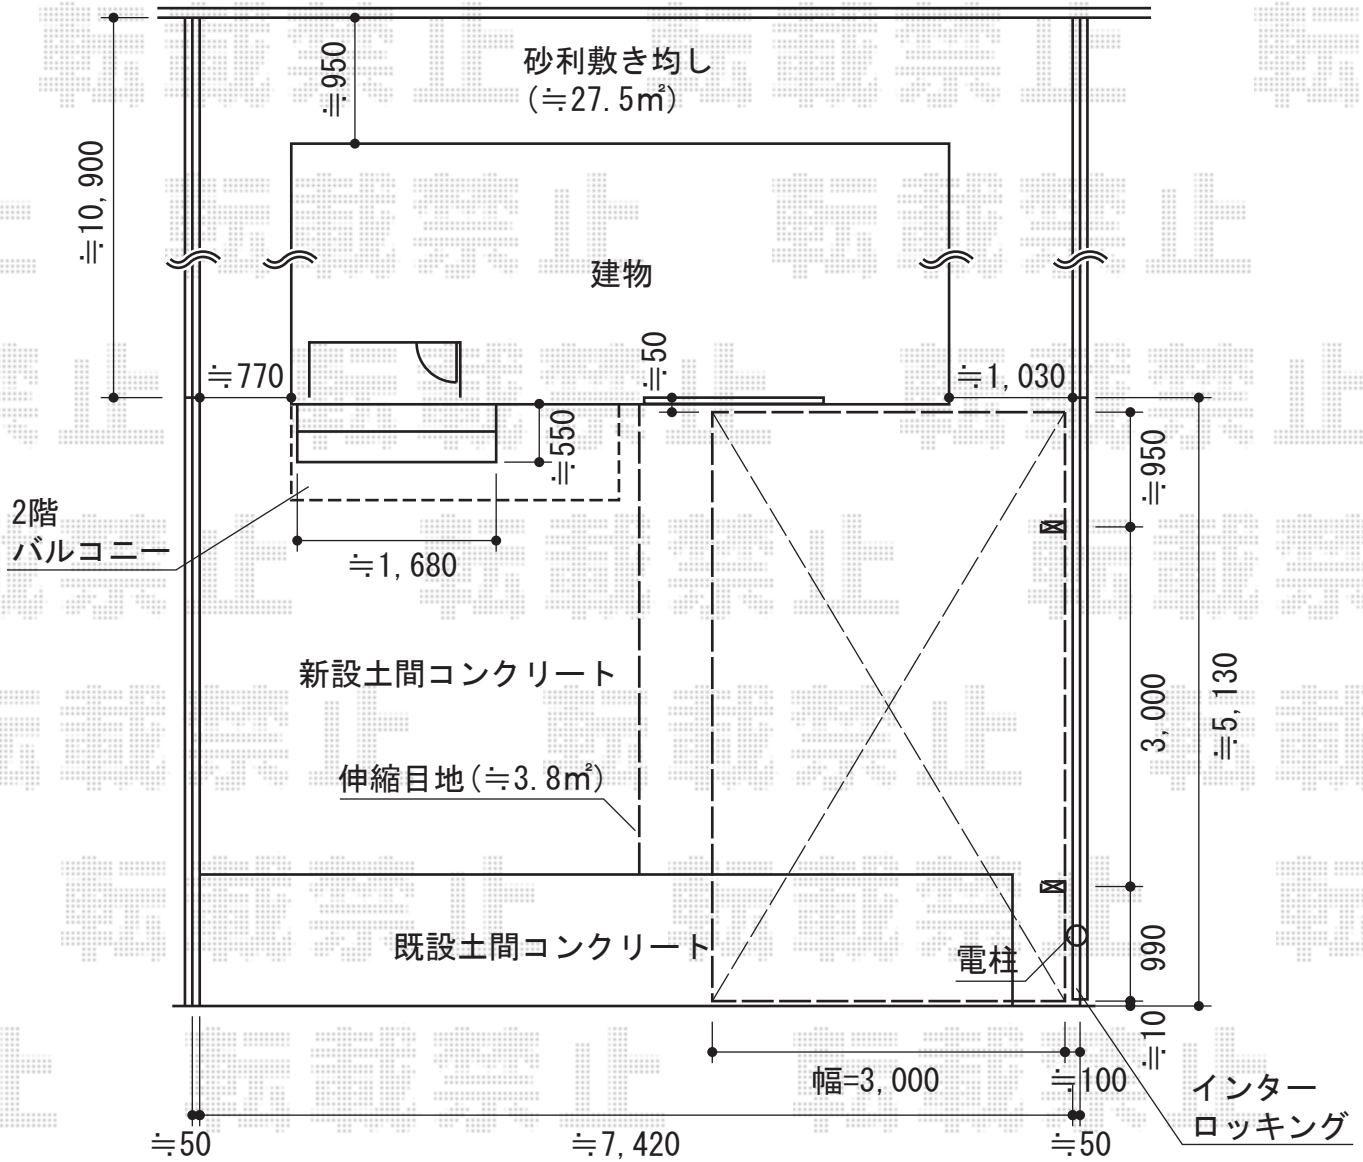 砂利敷き均し
(≒27.5㎡)
≒950
≒10,900
建物
≒770
≒50
≒1,030
≒550
≒950
2階
バルコニー
≒1,680
新設土間コンクリート
3,000
≒5,130
伸縮目地(≒3.8㎡)
既設土間コンクリート
電柱
990
≒10
幅=3,000
≒100
インター
ロッキング
≒50
≒7,420
≒50
転載禁止